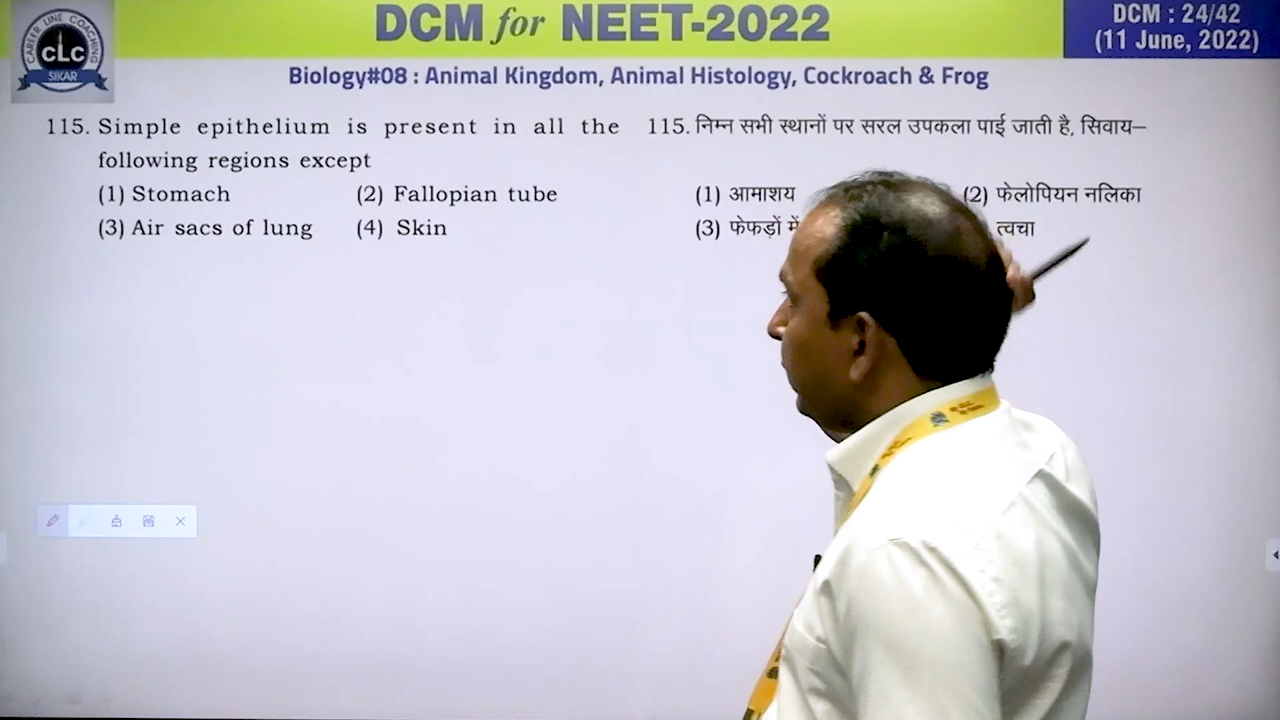 DCM for NEET-2022
DCM : 24/42
(11 June, 2022)
CAREER LINE COACHING
CLC
SIKAR
Biology#08 : Animal Kingdom, Animal Histology, Cockroach & Frog
115. Simple epithelium is present in all the
following regions except
(1) Stomach (2) Fallopian tube
(3) Air sacs of lung (4) Skin
115. निम्न सभी स्थानों पर सरल उपकला पाई जाती है, सिवाय–
(1) आमाशय (2) फेलोपियन नलिका
(3) फेफड़ों में त्वचा